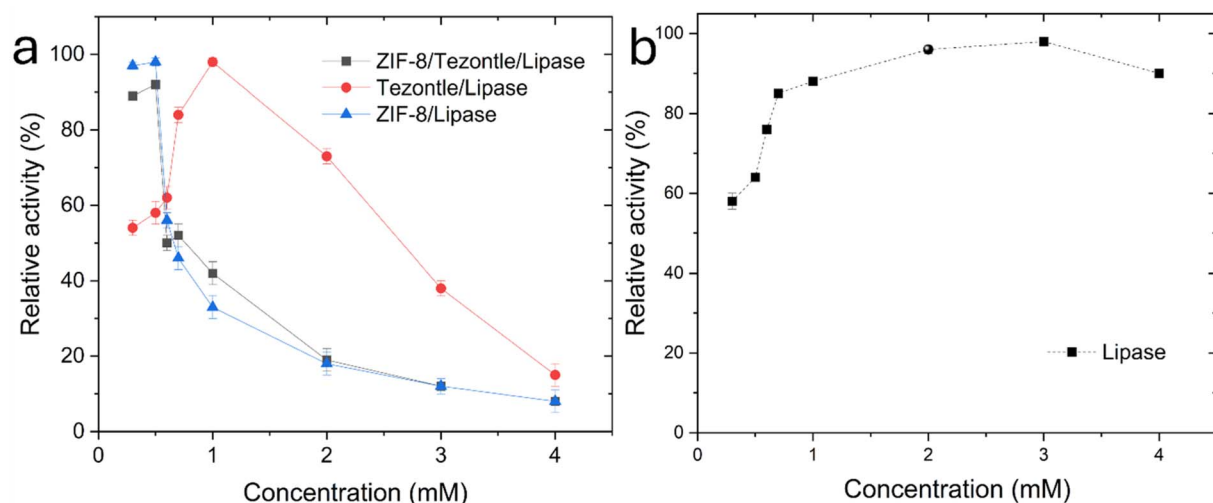 a
ZIF-8/Tezontle/Lipase
Tezontle/Lipase
ZIF-8/Lipase
Relative activity (%)
100
80
60
40
20
0
0 1 2 3 4
Concentration (mM)
b
Lipase
Relative activity (%)
100
80
60
40
20
0
0 1 2 3 4
Concentration (mM)